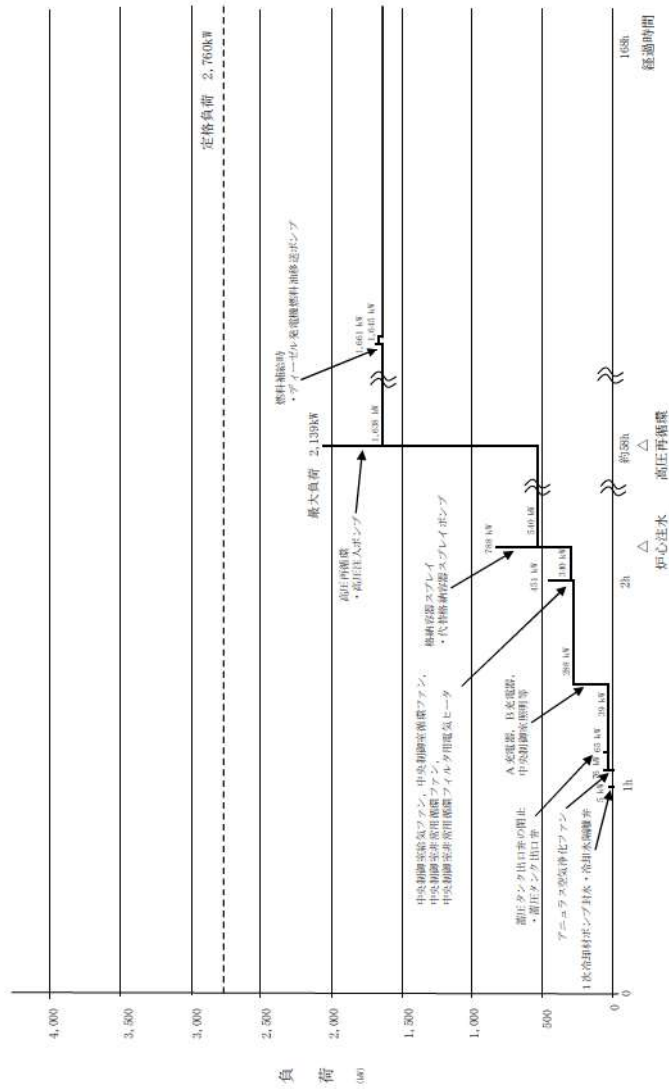 負　荷
(kW)
4,000
3,500
3,000
2,500
2,000
1,500
1,000
500
0
定格負荷　2,760kW
最大負荷　2,139kW
燃料補給時
・ディーゼル発電機燃料油移送ポンプ
1,661 kW
1,645 kW
1,638 kW
高圧再循環
・高圧注入ポンプ
格納容器スプレイ
・代替格納容器スプレイポンプ
788 kW
540 kW
中央制御室給気ファン，中央制御室循環ファン，
中央制御室非常用循環ファン，
中央制御室非常用循環フィルタ用電気ヒータ
451 kW
288 kW
A充電器，B充電器，
中央制御室照明等
39 kW
蓄圧タンク出口弁の閉止
・蓄圧タンク出口弁
65 kW
アニュラス空気浄化ファン
76 kW
1次冷却材ポンプ封水・冷却水隔離弁
5 kW
0
1h
2h
約58h
168h
△
炉心注水
△
高圧再循環
経過時間